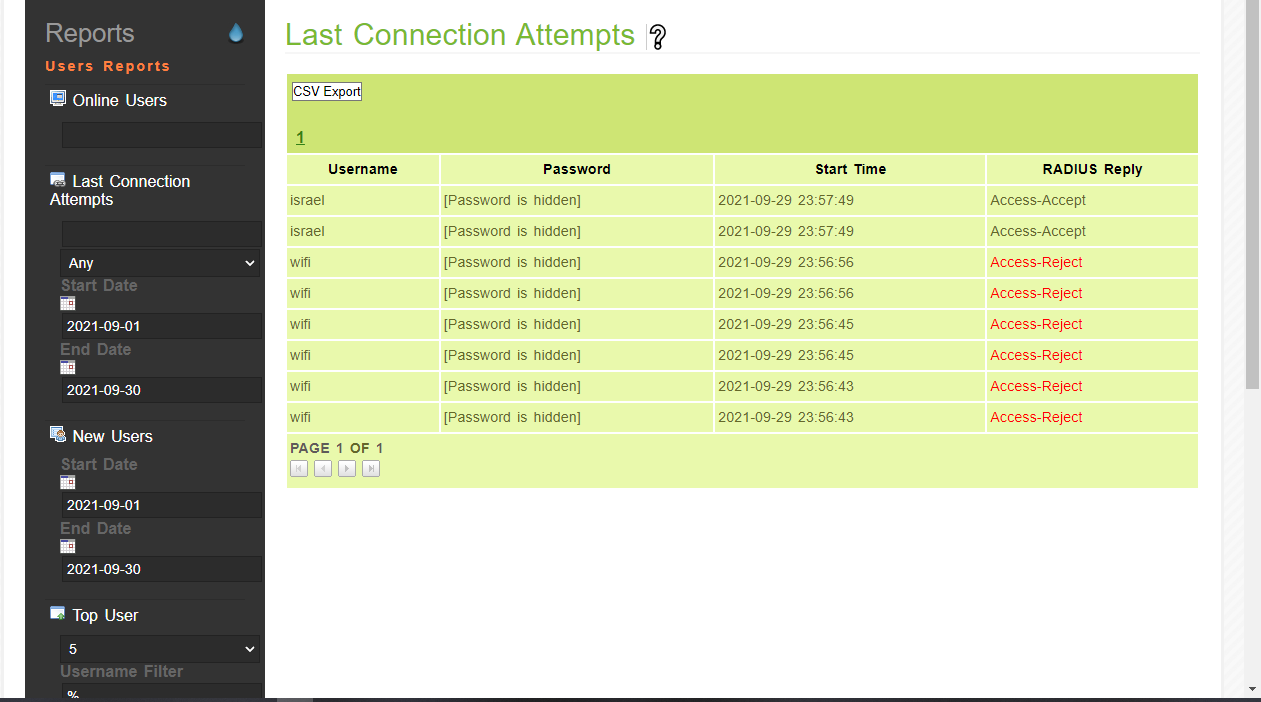 Reports
Users Reports
Online Users
Last Connection
Attempts
Any
Start Date
2021-09-01
End Date
2021-09-30
New Users
Start Date
2021-09-01
End Date
2021-09-30
Top User
5
Username Filter
%
Last Connection Attempts ?
CSV Export
1
Username Password Start Time RADIUS Reply
israel [Password is hidden] 2021-09-29 23:57:49 Access-Accept
israel [Password is hidden] 2021-09-29 23:57:49 Access-Accept
wifi [Password is hidden] 2021-09-29 23:56:56 Access-Reject
wifi [Password is hidden] 2021-09-29 23:56:56 Access-Reject
wifi [Password is hidden] 2021-09-29 23:56:45 Access-Reject
wifi [Password is hidden] 2021-09-29 23:56:45 Access-Reject
wifi [Password is hidden] 2021-09-29 23:56:43 Access-Reject
wifi [Password is hidden] 2021-09-29 23:56:43 Access-Reject
PAGE 1 OF 1